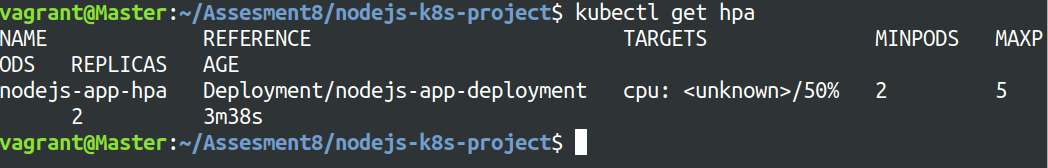 vagrant@Master:~/Assesment8/nodejs-k8s-project$ kubectl get hpa
NAME REFERENCE TARGETS MINPODS MAXP
ODS REPLICAS AGE
nodejs-app-hpa Deployment/nodejs-app-deployment cpu: <unknown>/50% 2 5
2 3m38s
vagrant@Master:~/Assesment8/nodejs-k8s-project$